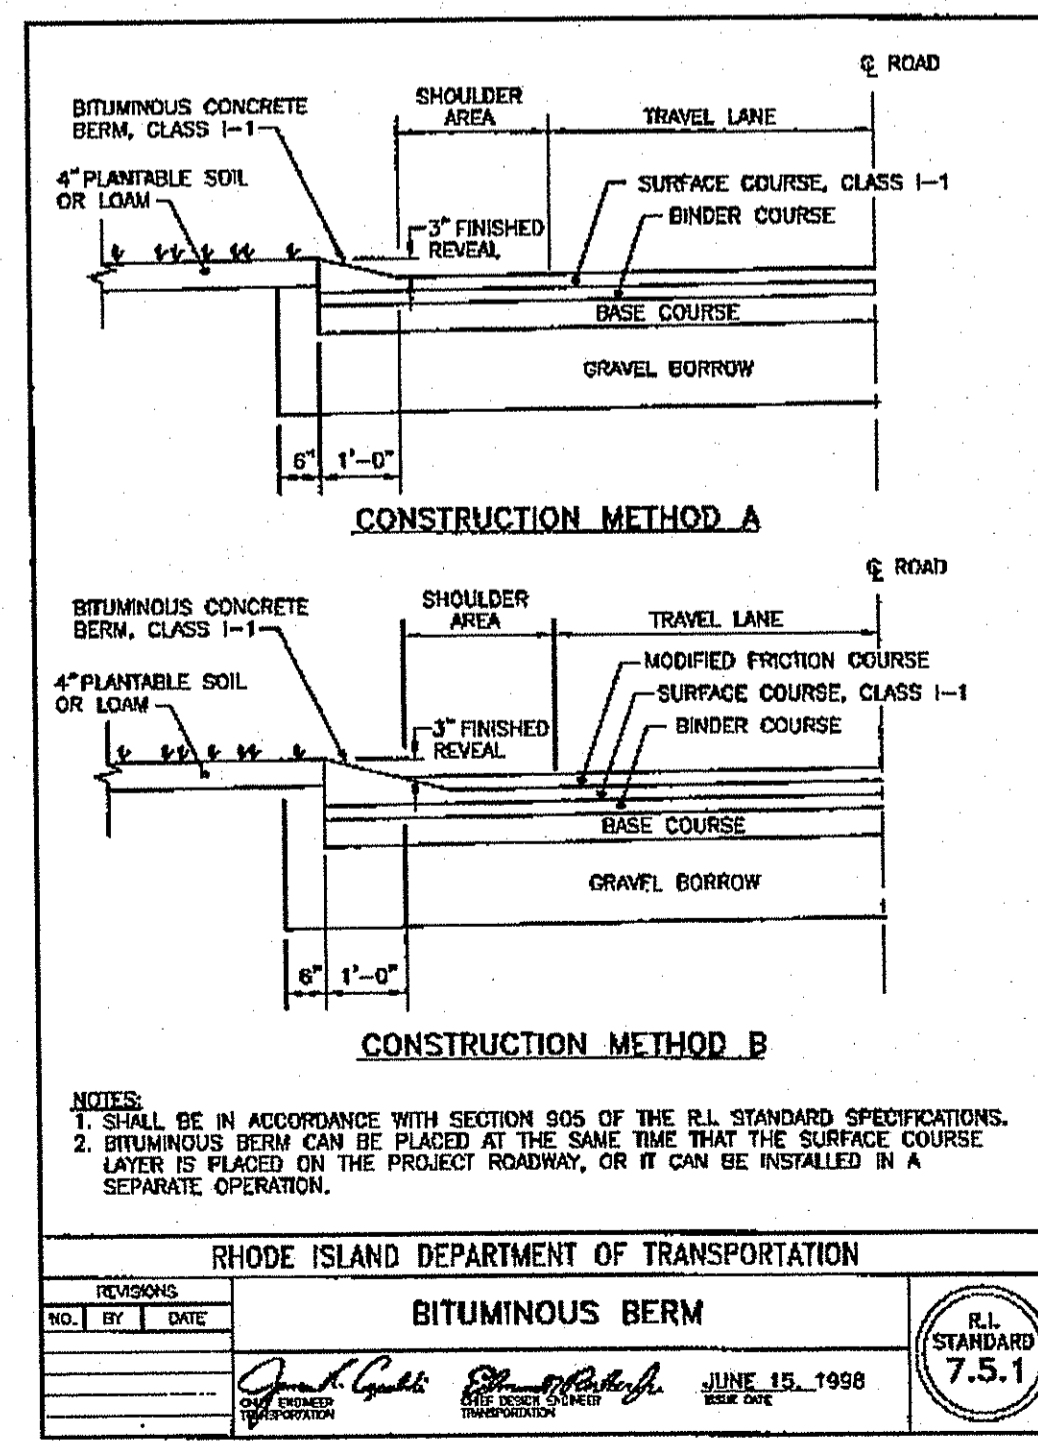 ℄ ROAD
BITUMINOUS CONCRETE
BERM, CLASS I-1
SHOULDER
AREA
TRAVEL LANE
4" PLANTABLE SOIL
OR LOAM
SURFACE COURSE, CLASS I-1
BINDER COURSE
3" FINISHED
REVEAL
BASE COURSE
GRAVEL BORROW
6" 1'-0"
CONSTRUCTION METHOD A
℄ ROAD
BITUMINOUS CONCRETE
BERM, CLASS I-1
SHOULDER
AREA
TRAVEL LANE
MODIFIED FRICTION COURSE
4" PLANTABLE SOIL
OR LOAM
SURFACE COURSE, CLASS I-1
BINDER COURSE
3" FINISHED
REVEAL
BASE COURSE
GRAVEL BORROW
6" 1'-0"
CONSTRUCTION METHOD B
NOTES:
1. SHALL BE IN ACCORDANCE WITH SECTION 905 OF THE R.I. STANDARD SPECIFICATIONS.
2. BITUMINOUS BERM CAN BE PLACED AT THE SAME TIME THAT THE SURFACE COURSE
LAYER IS PLACED ON THE PROJECT ROADWAY, OR IT CAN BE INSTALLED IN A
SEPARATE OPERATION.
RHODE ISLAND DEPARTMENT OF TRANSPORTATION
REVISIONS
NO. BY DATE
BITUMINOUS BERM
R.I.
STANDARD
7.5.1
CHIEF ENGINEER
TRANSPORTATION
CHIEF DESIGN ENGINEER
TRANSPORTATION
JUNE 15, 1998
ISSUE DATE